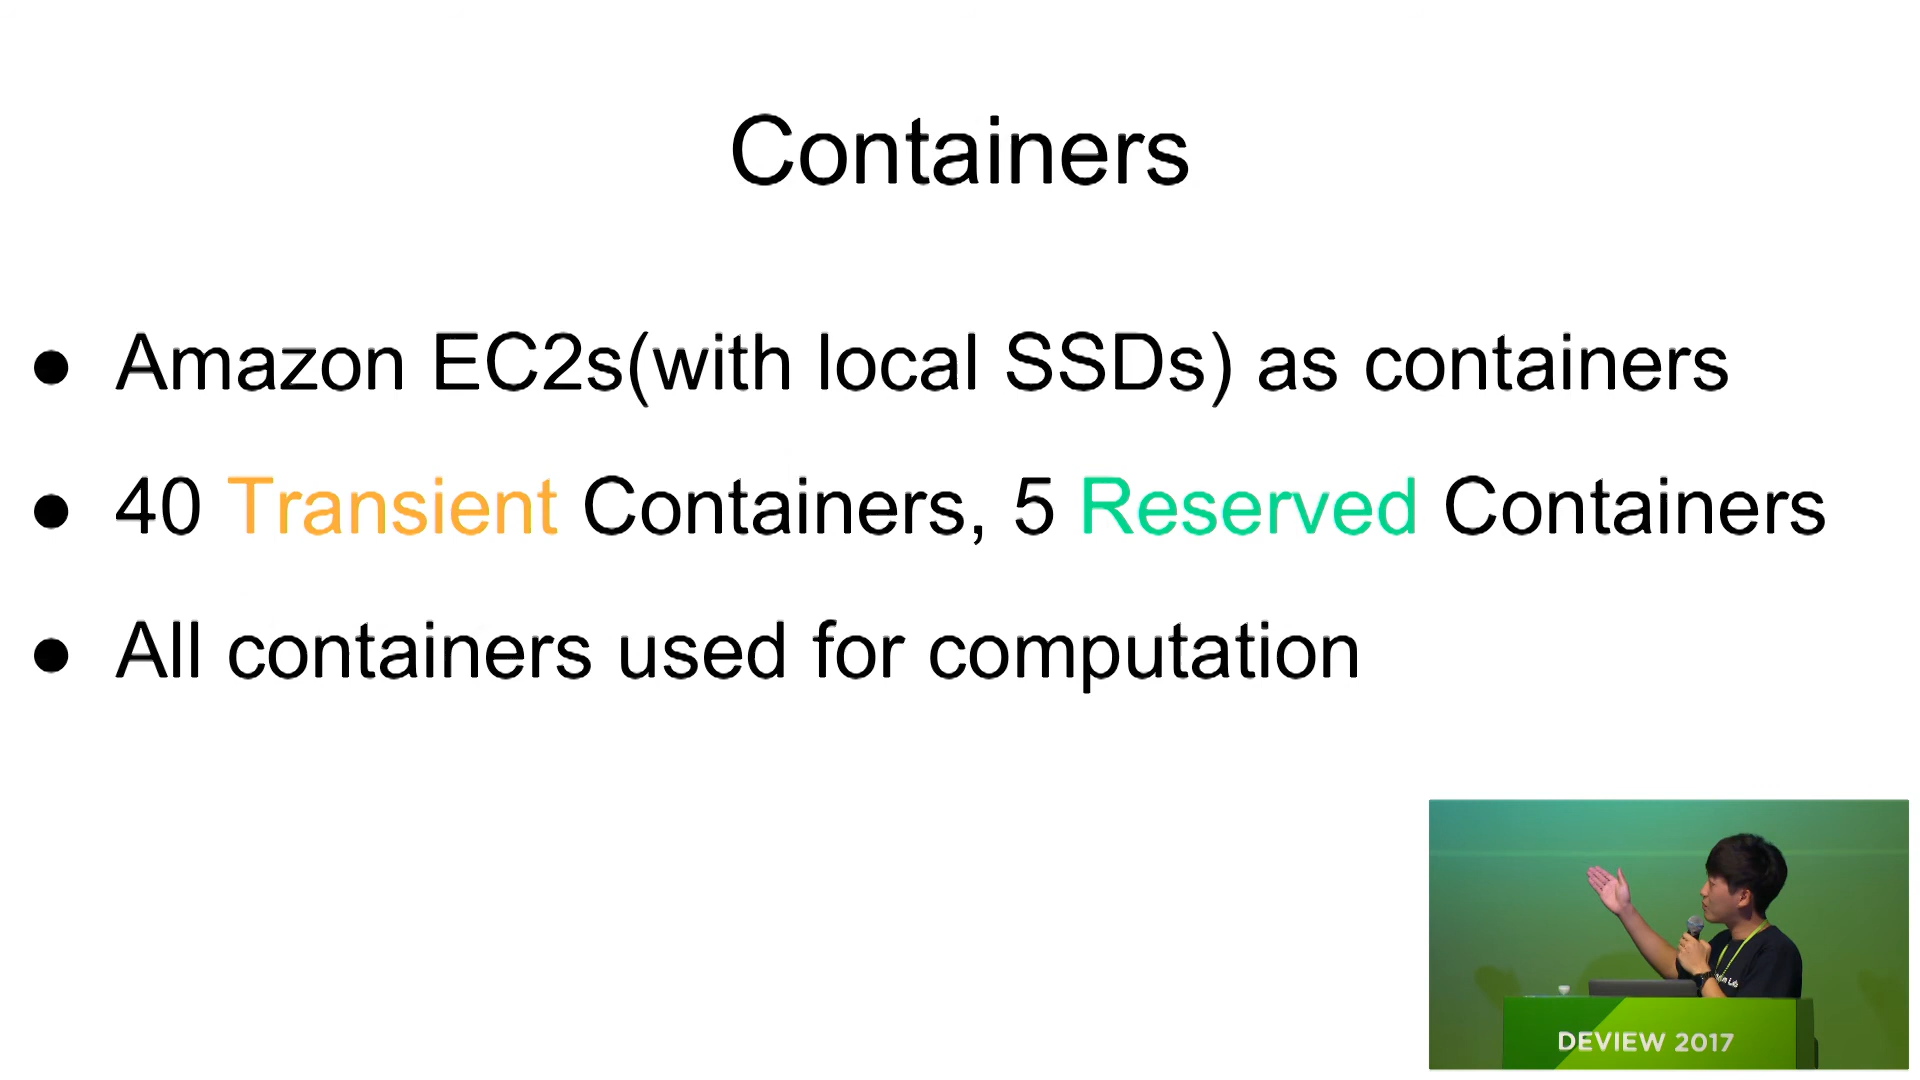 Containers
● Amazon EC2s(with local SSDs) as containers
● 40 Transient Containers, 5 Reserved Containers
● All containers used for computation
DEVIEW 2017